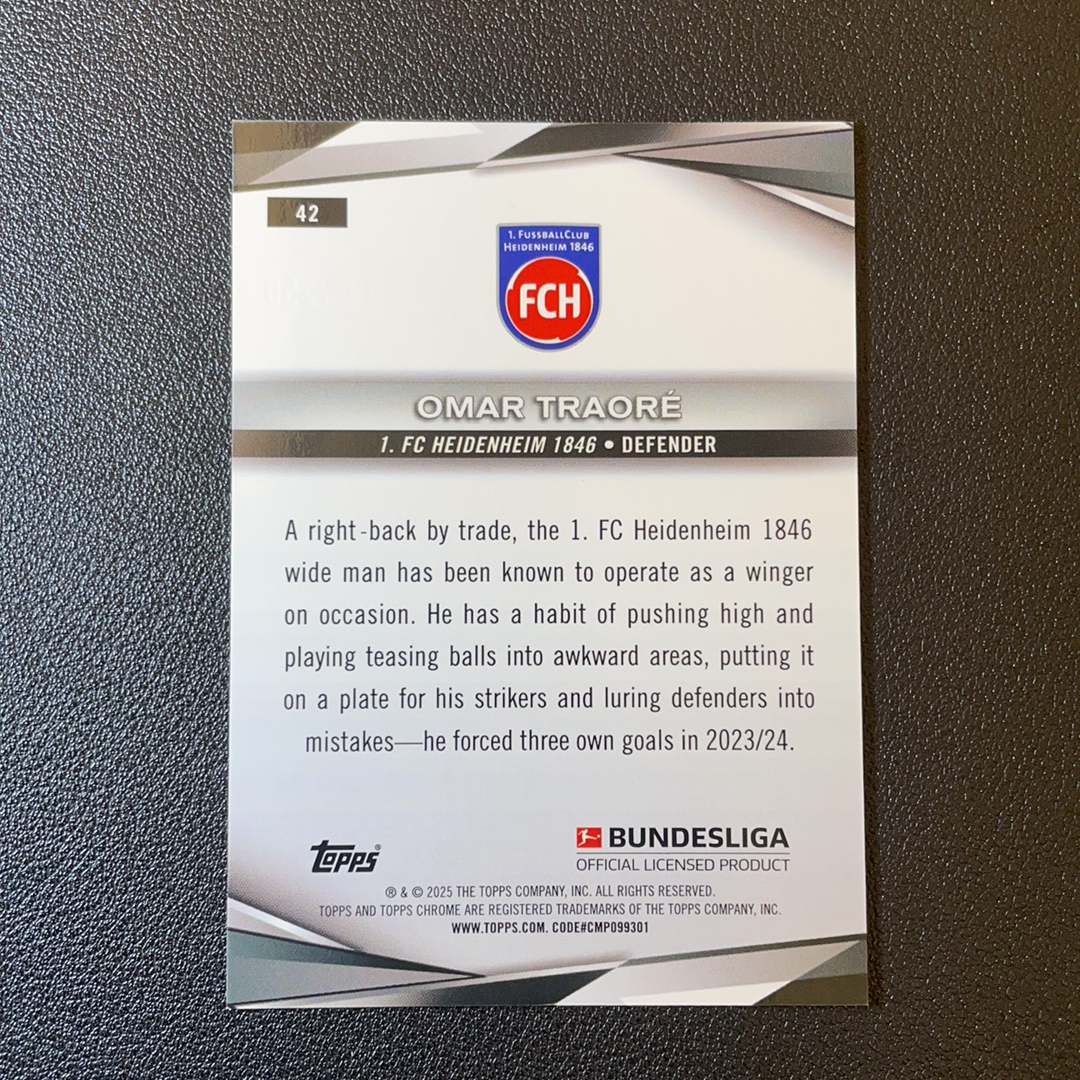 42
1. FUSSBALLCLUB
HEIDENHEIM 1846
FCH
OMAR TRAORÉ
1. FC HEIDENHEIM 1846 • DEFENDER
A right-back by trade, the 1. FC Heidenheim 1846
wide man has been known to operate as a winger
on occasion. He has a habit of pushing high and
playing teasing balls into awkward areas, putting it
on a plate for his strikers and luring defenders into
mistakes—he forced three own goals in 2023/24.
Topps®
BUNDESLIGA
OFFICIAL LICENSED PRODUCT
® & © 2025 THE TOPPS COMPANY, INC. ALL RIGHTS RESERVED.
TOPPS AND TOPPS CHROME ARE REGISTERED TRADEMARKS OF THE TOPPS COMPANY, INC.
WWW.TOPPS.COM. CODE#CMP099301